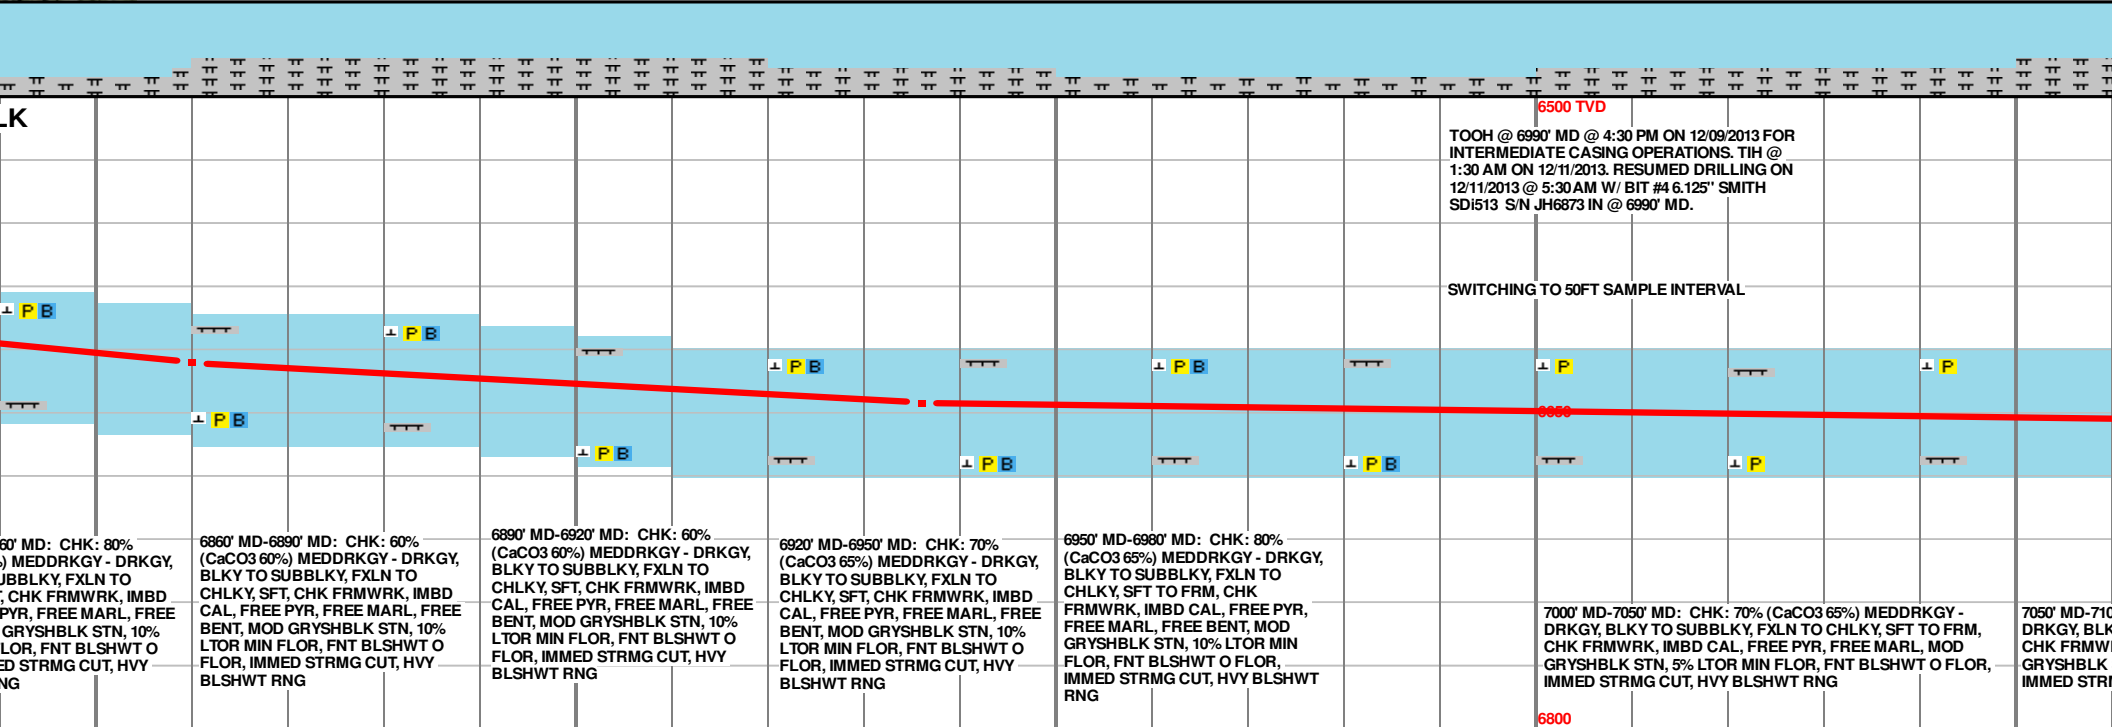 LK
6500 TVD
TOOH @ 6990' MD @ 4:30 PM ON 12/09/2013 FOR
INTERMEDIATE CASING OPERATIONS. TIH @
1:30 AM ON 12/11/2013. RESUMED DRILLING ON
12/11/2013 @ 5:30 AM W/ BIT #4 6.125" SMITH
SDi513 S/N JH6873 IN @ 6990' MD.
SWITCHING TO 50FT SAMPLE INTERVAL
P B
P B
P B
P B
P B
P
P
P B
P B
P B
P B
P
6650
60' MD: CHK: 80%
) MEDDRKGY - DRKGY,
UBBLKY, FXLN TO
, CHK FRMWRK, IMBD
PYR, FREE MARL, FREE
GRYSHBLK STN, 10%
LOR, FNT BLSHWT O
ED STRMG CUT, HVY
NG
6860' MD-6890' MD: CHK: 60%
(CaCO3 60%) MEDDRKGY - DRKGY,
BLKY TO SUBBLKY, FXLN TO
CHLKY, SFT, CHK FRMWRK, IMBD
CAL, FREE PYR, FREE MARL, FREE
BENT, MOD GRYSHBLK STN, 10%
LTOR MIN FLOR, FNT BLSHWT O
FLOR, IMMED STRMG CUT, HVY
BLSHWT RNG
6890' MD-6920' MD: CHK: 60%
(CaCO3 60%) MEDDRKGY - DRKGY,
BLKY TO SUBBLKY, FXLN TO
CHLKY, SFT, CHK FRMWRK, IMBD
CAL, FREE PYR, FREE MARL, FREE
BENT, MOD GRYSHBLK STN, 10%
LTOR MIN FLOR, FNT BLSHWT O
FLOR, IMMED STRMG CUT, HVY
BLSHWT RNG
6920' MD-6950' MD: CHK: 70%
(CaCO3 65%) MEDDRKGY - DRKGY,
BLKY TO SUBBLKY, FXLN TO
CHLKY, SFT, CHK FRMWRK, IMBD
CAL, FREE PYR, FREE MARL, FREE
BENT, MOD GRYSHBLK STN, 10%
LTOR MIN FLOR, FNT BLSHWT O
FLOR, IMMED STRMG CUT, HVY
BLSHWT RNG
6950' MD-6980' MD: CHK: 80%
(CaCO3 65%) MEDDRKGY - DRKGY,
BLKY TO SUBBLKY, FXLN TO
CHLKY, SFT TO FRM, CHK
FRMWRK, IMBD CAL, FREE PYR,
FREE MARL, FREE BENT, MOD
GRYSHBLK STN, 10% LTOR MIN
FLOR, FNT BLSHWT O FLOR,
IMMED STRMG CUT, HVY BLSHWT
RNG
7000' MD-7050' MD: CHK: 70% (CaCO3 65%) MEDDRKGY -
DRKGY, BLKY TO SUBBLKY, FXLN TO CHLKY, SFT TO FRM,
CHK FRMWRK, IMBD CAL, FREE PYR, FREE MARL, MOD
GRYSHBLK STN, 5% LTOR MIN FLOR, FNT BLSHWT O FLOR,
IMMED STRMG CUT, HVY BLSHWT RNG
7050' MD-710
DRKGY, BLK
CHK FRMW
GRYSHBLK
IMMED STR
6800